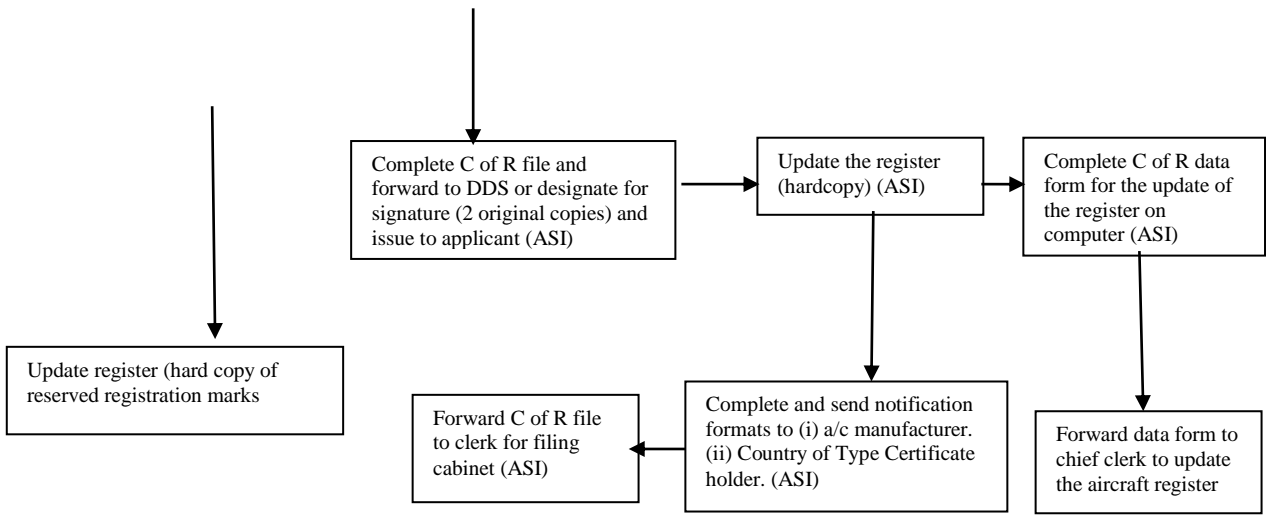 Complete C of R file and
forward to DDS or designate for
signature (2 original copies) and
issue to applicant (ASI)
Update the register
(hardcopy) (ASI)
Complete C of R data
form for the update of
the register on
computer (ASI)
Update register (hard copy of
reserved registration marks
Forward C of R file
to clerk for filing
cabinet (ASI)
Complete and send notification
formats to (i) a/c manufacturer.
(ii) Country of Type Certificate
holder. (ASI)
Forward data form to
chief clerk to update
the aircraft register